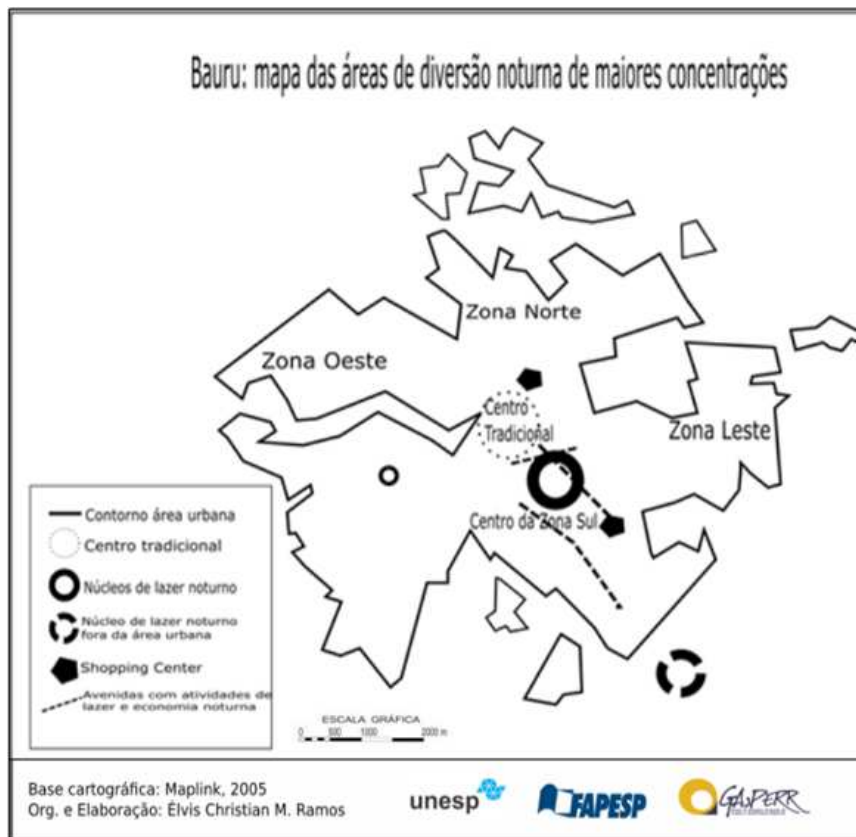 Bauru: mapa das áreas de diversão noturna de maiores concentrações
Zona Norte
Zona Oeste
Centro
Tradicional
Zona Leste
Centro da Zona Sul
Contorno área urbana
Centro tradicional
Núcleos de lazer noturno
Núcleo de lazer noturno
fora da área urbana
Shopping Center
Avenidas com atividades de
lazer e economia noturna
ESCALA GRÁFICA
0 500 1000 2000 m
Base cartográfica: Maplink, 2005
Org. e Elaboração: Élvis Christian M. Ramos
unesp
FAPESP
GAsPERR